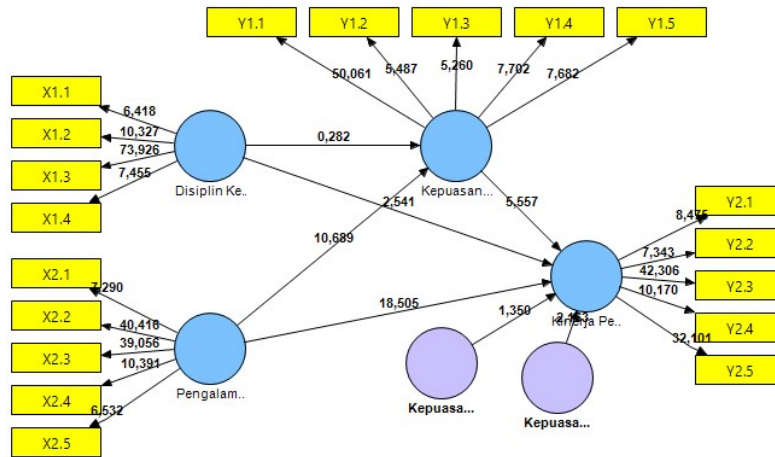 Y1.1 Y1.2 Y1.3 Y1.4 Y1.5
50,061 5,487 5,260 7,702 7,682
X1.1
X1.2
X1.3
X1.4
6,418
10,327
73,926
7,455
Disiplin Ke..
0,282
Kepuasan...
2,541
5,557
10,689
18,505
X2.1
X2.2
X2.3
X2.4
X2.5
7,290
40,416
39,056
10,391
6,532
Pengalam...
1,350
Kinerja Pe..
Kepuasa...
Kepuasa...
8,475
7,343
42,306
10,170
32,101
Y2.1
Y2.2
Y2.3
Y2.4
Y2.5